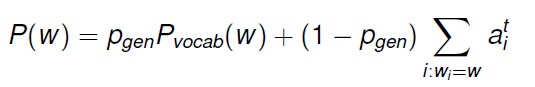 P(w) = p_gen P_vocab(w) + (1 − p_gen) ∑_{i:w_i=w} a_i^t